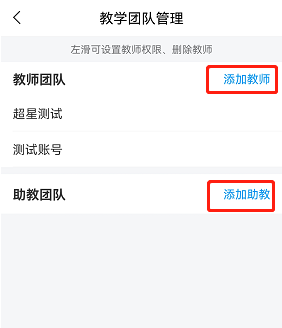 教学团队管理
左滑可设置教师权限、删除教师
教师团队 添加教师
超星测试
测试账号
助教团队 添加助教